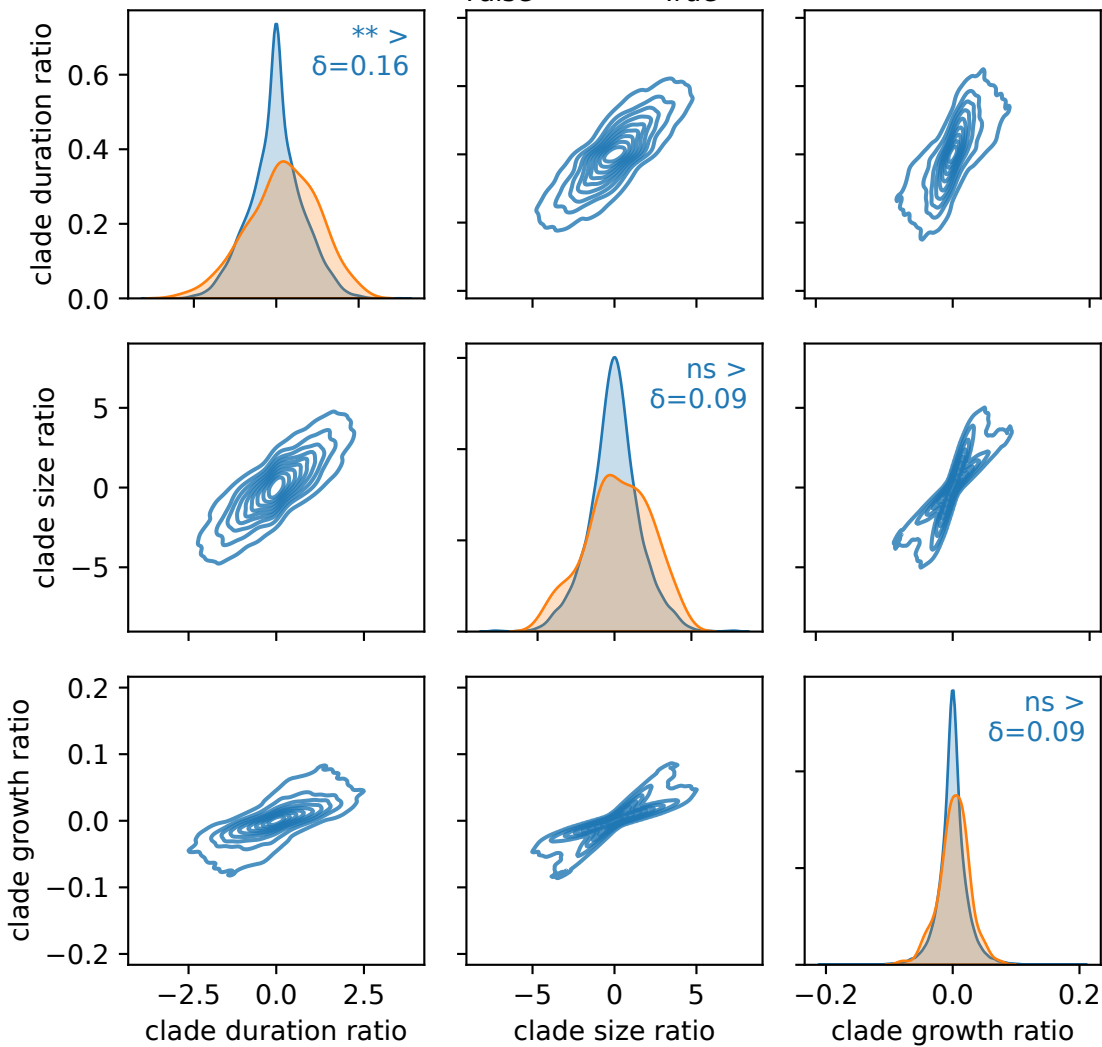 clade duration ratio
0.6
0.4
0.2
0.0
** >
δ=0.16
clade size ratio
5
0
−5
ns >
δ=0.09
clade growth ratio
0.2
0.1
0.0
−0.1
−0.2
ns >
δ=0.09
−2.5 0.0 2.5
clade duration ratio
−5 0 5
clade size ratio
−0.2 0.0 0.2
clade growth ratio